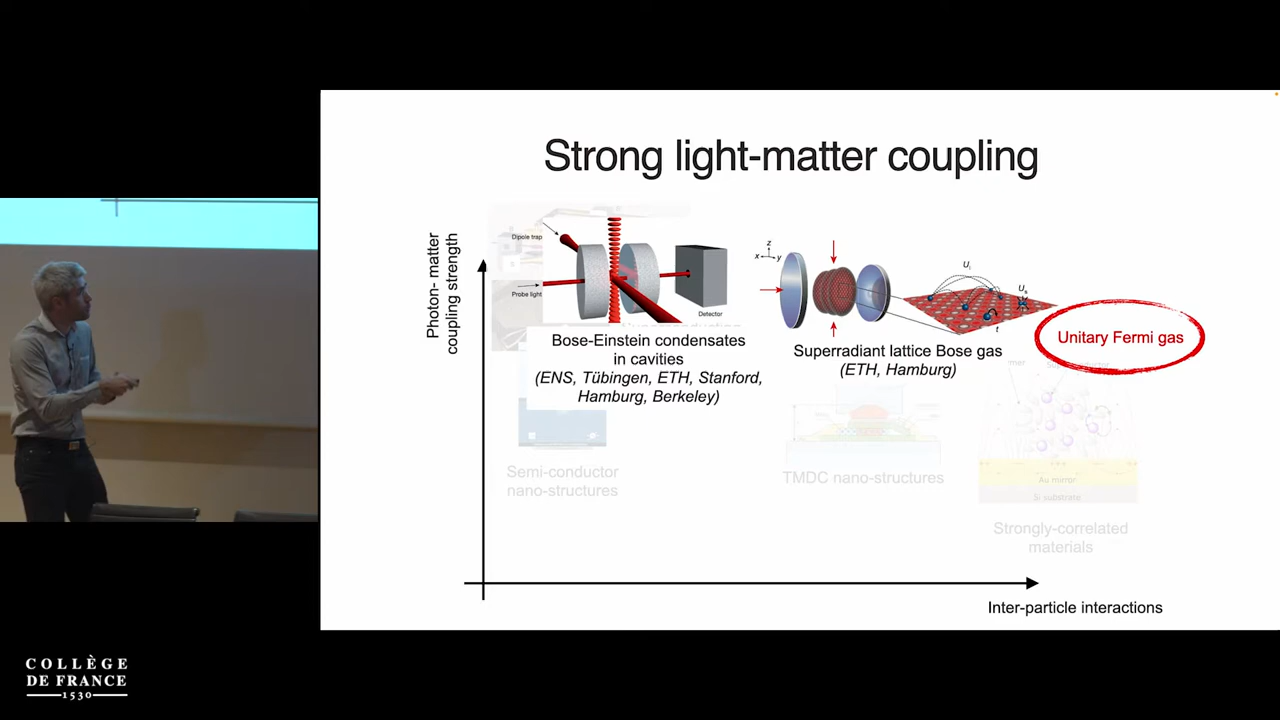 Strong light-matter coupling
Photon- matter
coupling strength
Dipole trap
Probe light
Detector
Bose-Einstein condensates
in cavities
(ENS, Tübingen, ETH, Stanford,
Hamburg, Berkeley)
z
x
y
U
l
U
s
t
Superradiant lattice Bose gas
(ETH, Hamburg)
Unitary Fermi gas
Semi-conductor
nano-structures
TMDC nano-structures
Au mirror
Si substrate
Strongly-correlated
materials
Inter-particle interactions
COLLÈGE
DE FRANCE
1530